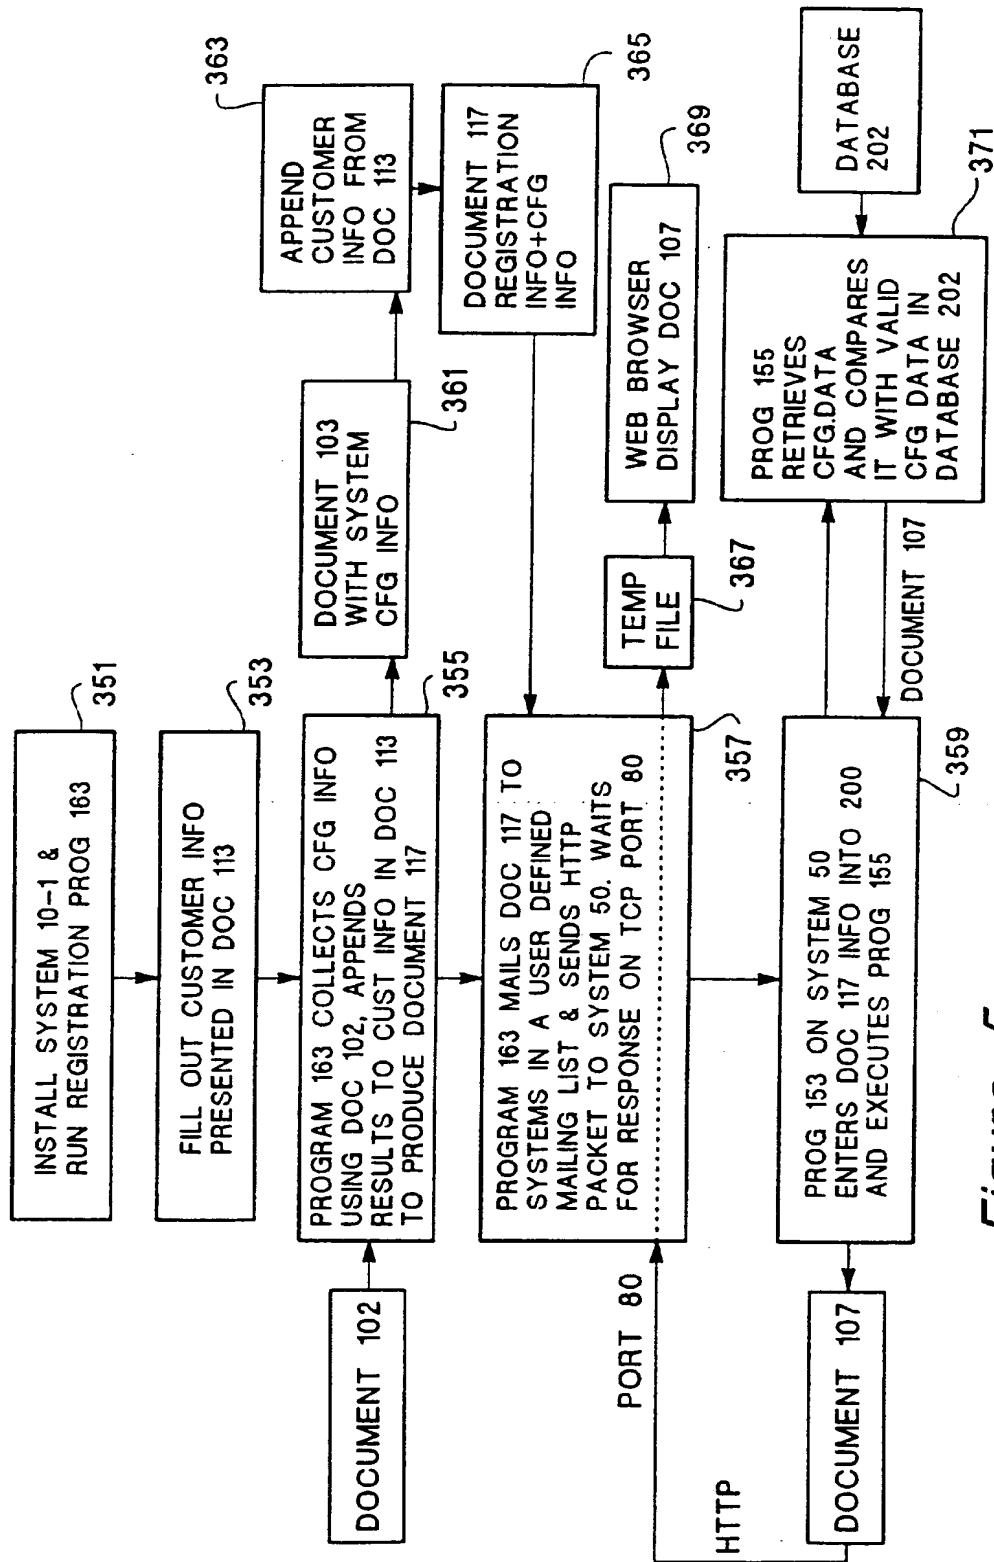 INSTALL SYSTEM 10-1 &
RUN REGISTRATION PROG 163
351
FILL OUT CUSTOMER INFO
PRESENTED IN DOC 113
353
DOCUMENT 102
PROGRAM 163 COLLECTS CFG INFO
USING DOC 102, APPENDS
RESULTS TO CUST INFO IN DOC 113
TO PRODUCE DOCUMENT 117
355
DOCUMENT 103
WITH SYSTEM
CFG INFO
361
APPEND
CUSTOMER
INFO FROM
DOC 113
363
DOCUMENT 117
REGISTRATION
INFO+CFG
INFO
365
PROGRAM 163 MAILS DOC 117 TO
SYSTEMS IN A USER DEFINED
MAILING LIST & SENDS HTTP
PACKET TO SYSTEM 50. WAITS
FOR RESPONSE ON TCP PORT 80
357
PORT 80
TEMP
FILE
367
WEB BROWSER
DISPLAY DOC 107
369
HTTP
DOCUMENT 107
PROG 153 ON SYSTEM 50
ENTERS DOC 117 INFO INTO 200
AND EXECUTES PROG 155
359
DOCUMENT 107
PROG 155
RETRIEVES
CFG.DATA
AND COMPARES
IT WITH VALID
CFG DATA IN
DATABASE 202
371
DATABASE
202
Figure 5